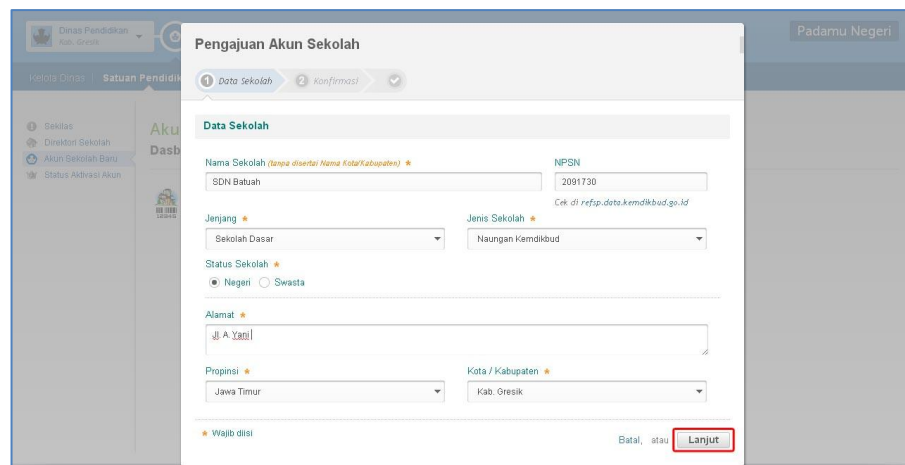 Dinas Pendidikan
Kab. Gresik
Padamu Negeri
Kelola Dinas
Satuan Pendidik
Sekilas
Direktori Sekolah
Akun Sekolah Baru
Status Aktivasi Akun
Aku
Dasb
Pengajuan Akun Sekolah
1 Data Sekolah 2 Konfirmasi
Data Sekolah
Nama Sekolah (tanpa disertai Nama Kota/Kabupaten) * NPSN
SDN Batuah 2091730
Cek di refsp.data.kemdikbud.go.id
Jenjang * Jenis Sekolah *
Sekolah Dasar Naungan Kemdikbud
Status Sekolah *
Negeri Swasta
Alamat *
Jl. A. Yani
Propinsi * Kota / Kabupaten *
Jawa Timur Kab. Gresik
* Wajib diisi
Batal, atau Lanjut